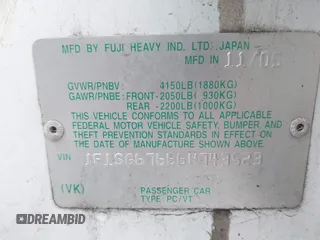 MFD BY FUJI HEAVY IND. LTD. JAPAN
MFD IN 11/05
GVWR/PNBV: 4150LB(1880KG)
GAWR/PNBE: FRONT-2050LB( 930KG)
REAR -2200LB(1000KG)
THIS VEHICLE CONFORMS TO ALL APPLICABLE
FEDERAL MOTOR VEHICLE SAFETY, BUMPER, AND
THEFT PREVENTION STANDARDS IN EFFECT ON
THE DATE OF MANUFACTURE SHOWN ABOVE.
VIN
(VK)
PASSENGER CAR
TYPE: PC/VT
DREAMBID